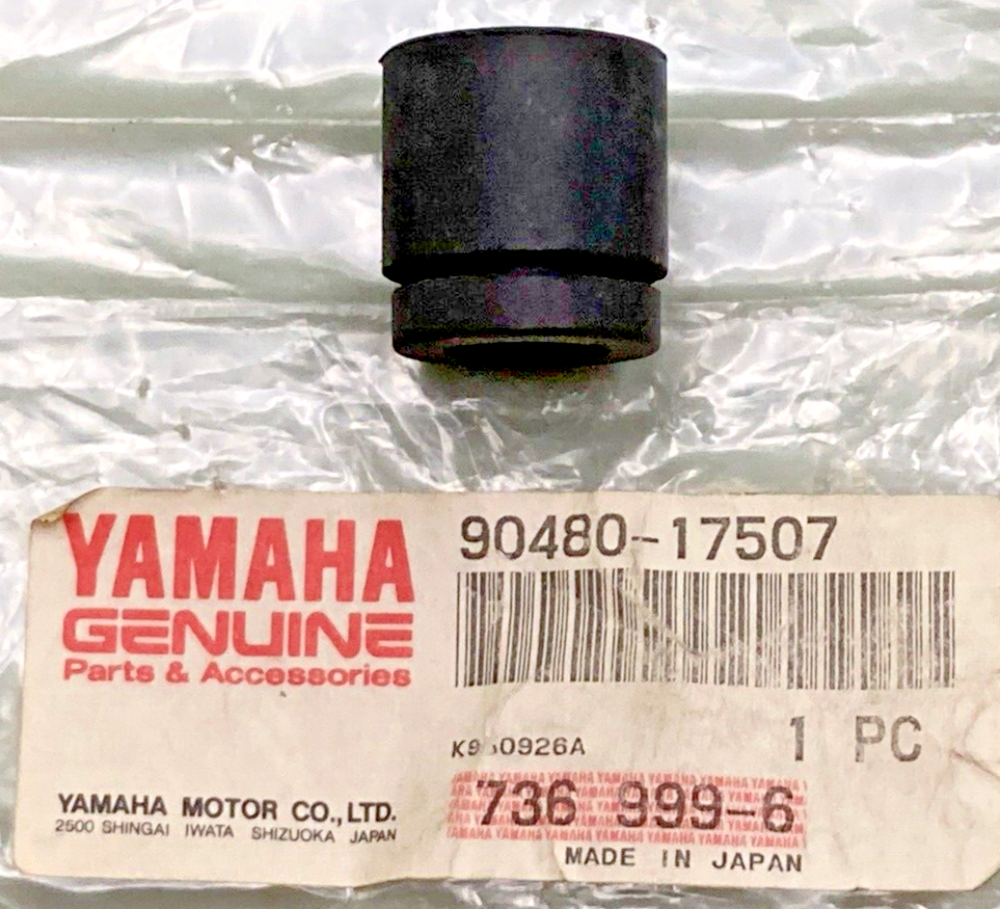 YAMAHA
GENUINE
Parts & Accessories
90480-17507
1 PC
736 999-6
YAMAHA MOTOR CO., LTD.
2500 SHINGAI IWATA SHIZUOKA JAPAN
MADE IN JAPAN